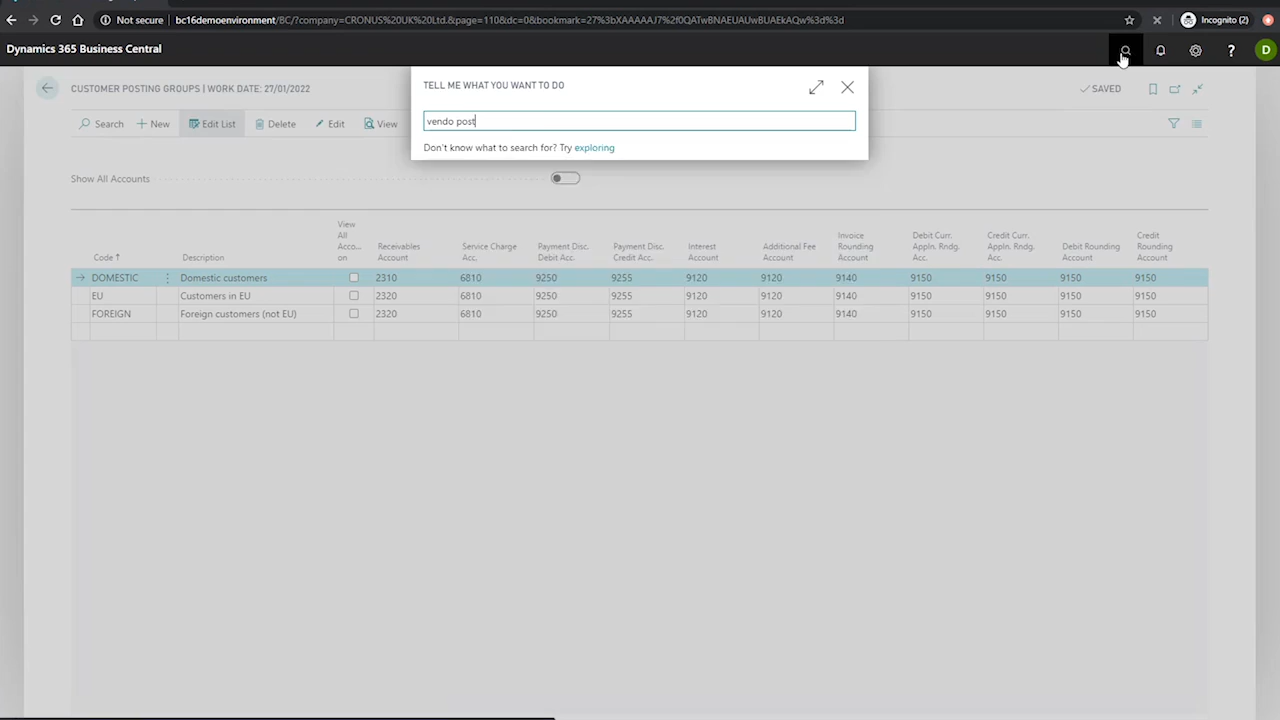 Not secure bc16demoenvironment/BC/?company=CRONUS%20UK%20Ltd.&page=110&dc=0&bookmark=27%3bXAAAAAJ7%2f0QATwBNAEUAUwBUAEkAQw%3d%3d Incognito (2)
Dynamics 365 Business Central ? D
TELL ME WHAT YOU WANT TO DO
CUSTOMER POSTING GROUPS | WORK DATE: 27/01/2022 SAVED
vendo post
Search New Edit List Delete Edit View
Don't know what to search for? Try exploring
Show All Accounts
View
All Invoice Debit Curr. Credit Curr. Credit
Acco... Receivables Service Charge Payment Disc. Payment Disc. Interest Additional Fee Rounding Appln. Rndg. Appln. Rndg. Debit Rounding Rounding
Code ↑ Description on Account Acc. Debit Acc. Credit Acc. Account Account Account Acc. Acc. Account Account
DOMESTIC Domestic customers 2310 6810 9250 9255 9120 9120 9140 9150 9150 9150 9150
EU Customers in EU 2320 6810 9250 9255 9120 9120 9140 9150 9150 9150 9150
FOREIGN Foreign customers (not EU) 2320 6810 9250 9255 9120 9120 9140 9150 9150 9150 9150